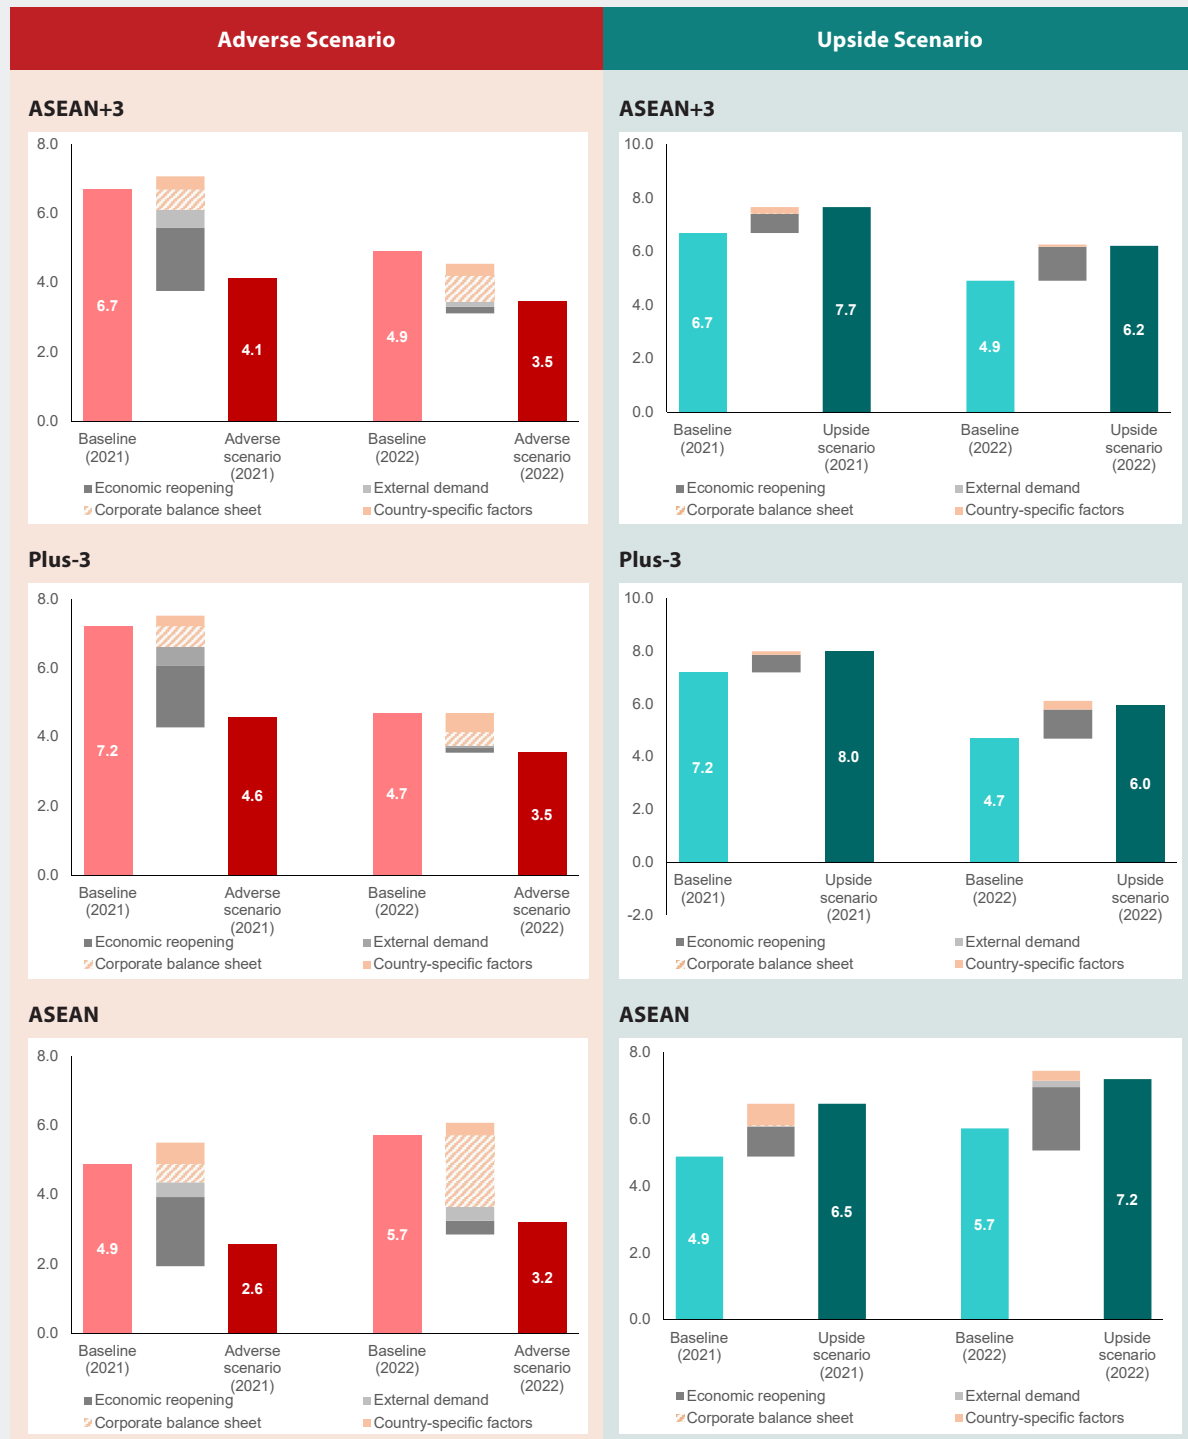 Adverse Scenario
Upside Scenario
ASEAN+3
8.0
6.0
4.0
2.0
0.0
6.7
4.1
4.9
3.5
Baseline
(2021)
Adverse
scenario
(2021)
Baseline
(2022)
Adverse
scenario
(2022)
Economic reopening
External demand
Corporate balance sheet
Country-specific factors
ASEAN+3
10.0
8.0
6.0
4.0
2.0
0.0
6.7
7.7
4.9
6.2
Baseline
(2021)
Upside
scenario
(2021)
Baseline
(2022)
Upside
scenario
(2022)
Economic reopening
External demand
Corporate balance sheet
Country-specific factors
Plus-3
8.0
6.0
4.0
2.0
0.0
7.2
4.6
4.7
3.5
Baseline
(2021)
Adverse
scenario
(2021)
Baseline
(2022)
Adverse
scenario
(2022)
Economic reopening
External demand
Corporate balance sheet
Country-specific factors
Plus-3
10.0
8.0
6.0
4.0
2.0
0.0
-2.0
7.2
8.0
4.7
6.0
Baseline
(2021)
Upside
scenario
(2021)
Baseline
(2022)
Upside
scenario
(2022)
Economic reopening
External demand
Corporate balance sheet
Country-specific factors
ASEAN
8.0
6.0
4.0
2.0
0.0
4.9
2.6
5.7
3.2
Baseline
(2021)
Adverse
scenario
(2021)
Baseline
(2022)
Adverse
scenario
(2022)
Economic reopening
External demand
Corporate balance sheet
Country-specific factors
ASEAN
8.0
6.0
4.0
2.0
0.0
4.9
6.5
5.7
7.2
Baseline
(2021)
Upside
scenario
(2021)
Baseline
(2022)
Upside
scenario
(2022)
Economic reopening
External demand
Corporate balance sheet
Country-specific factors